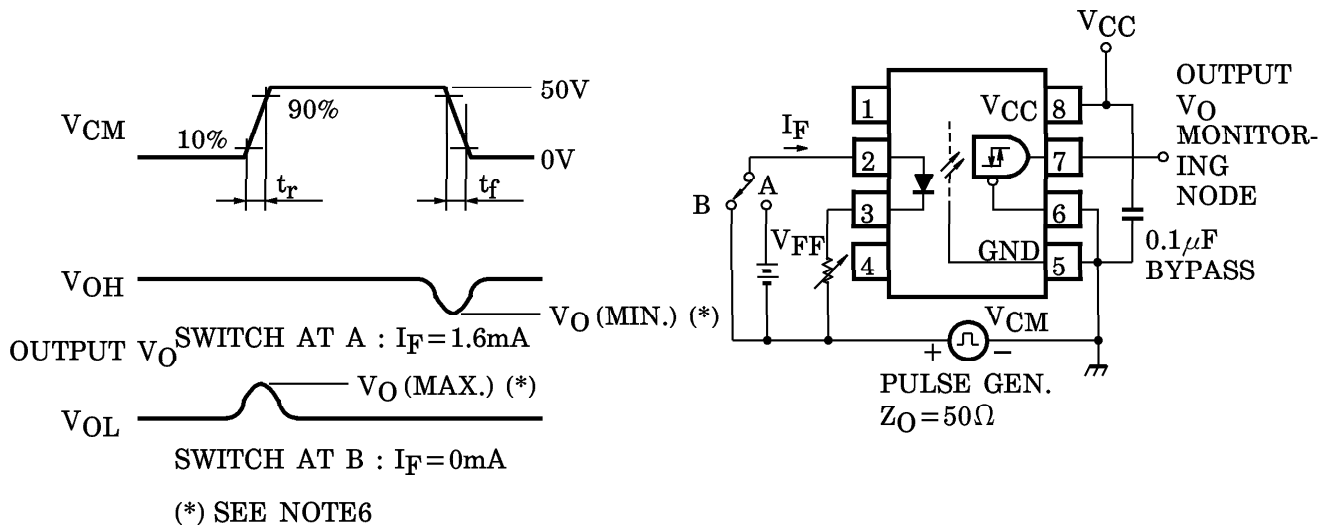 VCM
10%
90%
50V
0V
tr
tf
VOH
VO (MIN.) (*)
SWITCH AT A : IF=1.6mA
OUTPUT VO
VO (MAX.) (*)
VOL
SWITCH AT B : IF=0mA
(*) SEE NOTE6
VCC
OUTPUT
VO
MONITOR-
ING
NODE
IF
1
2
3
4
VCC
GND
8
7
6
5
B
A
VFF
0.1μF
BYPASS
VCM
+
−
PULSE GEN.
ZO=50Ω